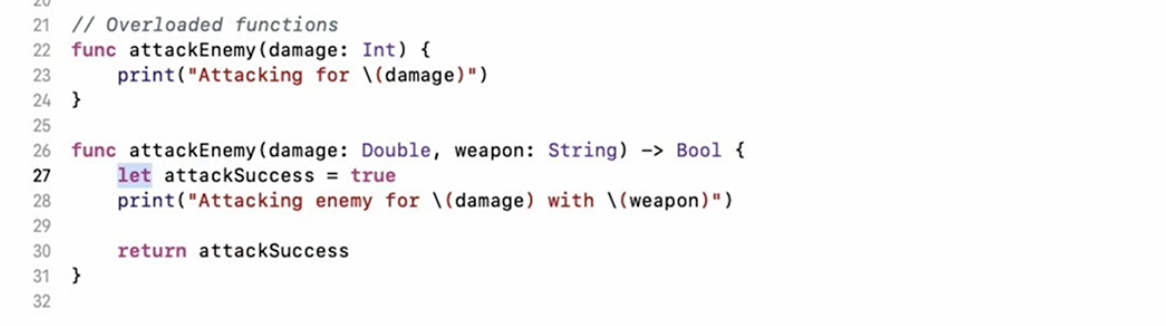 20
21 // Overloaded functions
22 func attackEnemy(damage: Int) {
23     print("Attacking for \(damage)")
24 }
25
26 func attackEnemy(damage: Double, weapon: String) -> Bool {
27     let attackSuccess = true
28     print("Attacking enemy for \(damage) with \(weapon)")
29
30     return attackSuccess
31 }
32